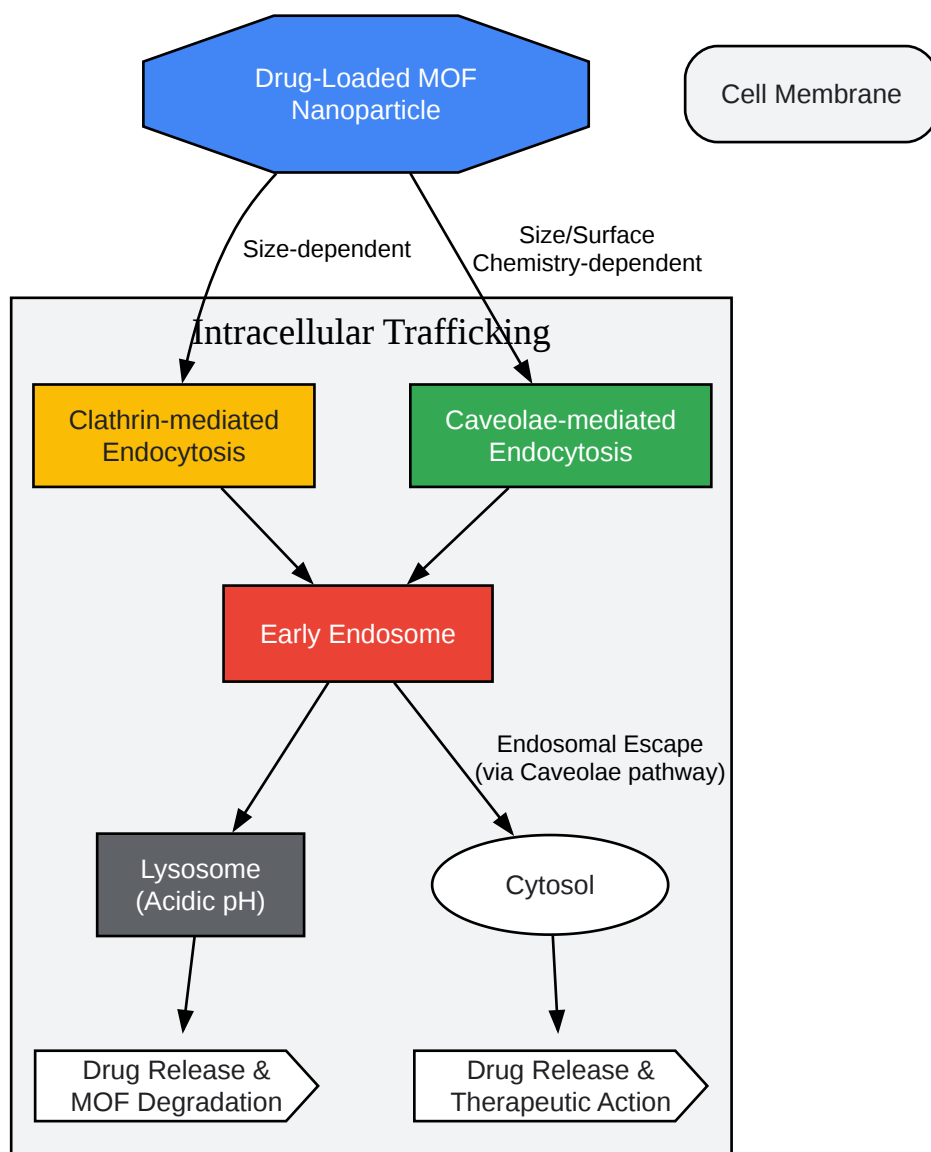 Drug-Loaded MOF
Nanoparticle
Cell Membrane
Size-dependent
Size/Surface
Chemistry-dependent
Intracellular Trafficking
Clathrin-mediated
Endocytosis
Caveolae-mediated
Endocytosis
Early Endosome
Endosomal Escape
(via Caveolae pathway)
Lysosome
(Acidic pH)
Cytosol
Drug Release &
MOF Degradation
Drug Release &
Therapeutic Action